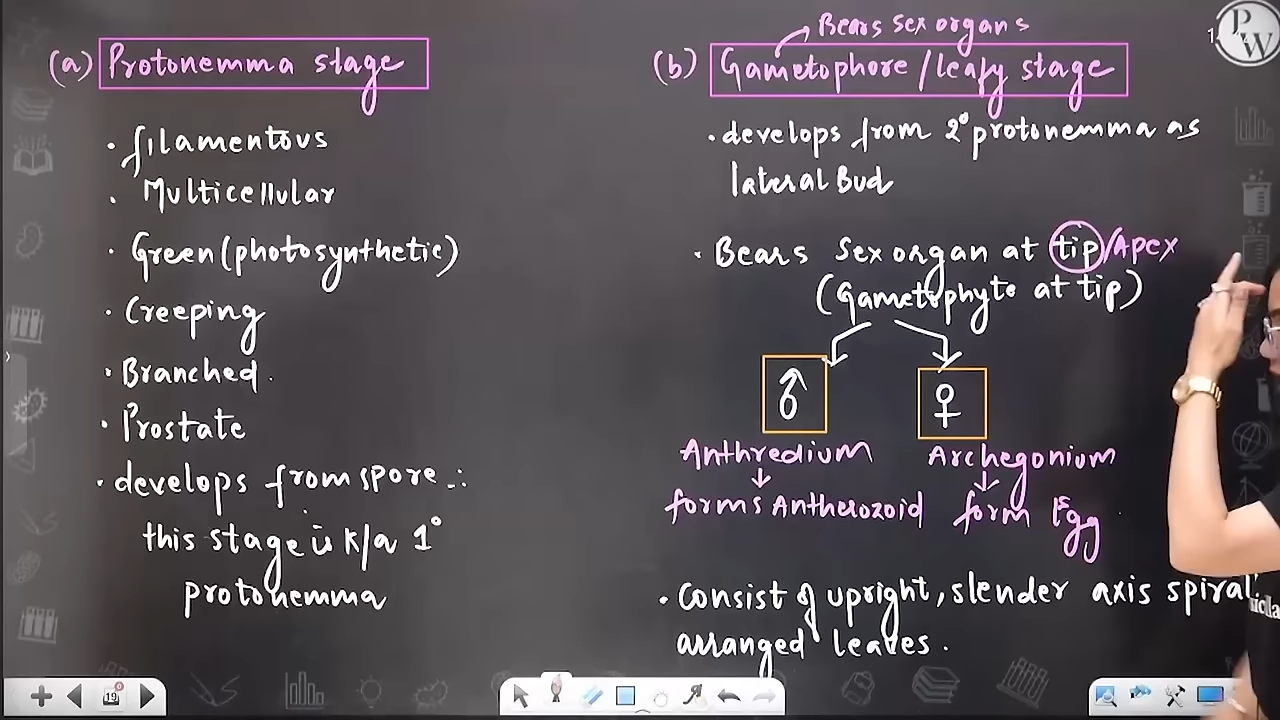 (a) Protonemma stage
• filamentous
• Multicellular
• Green (photosynthetic)
• Creeping
• Branched.
• Prostate
• develops from spore ∴
this stage is k/a 1°
protonemma
Bears sex organs
(b) Gametophore / leafy stage
• develops from 2° protonemma as
lateral Bud
• Bears sex organ at tip/Apex
(Gametophyte at tip)
♂ ♀
Anthredium Archegonium
forms Antherozoid form Egg
• Consist of upright, slender axis spiral
arranged leaves.
PW
19